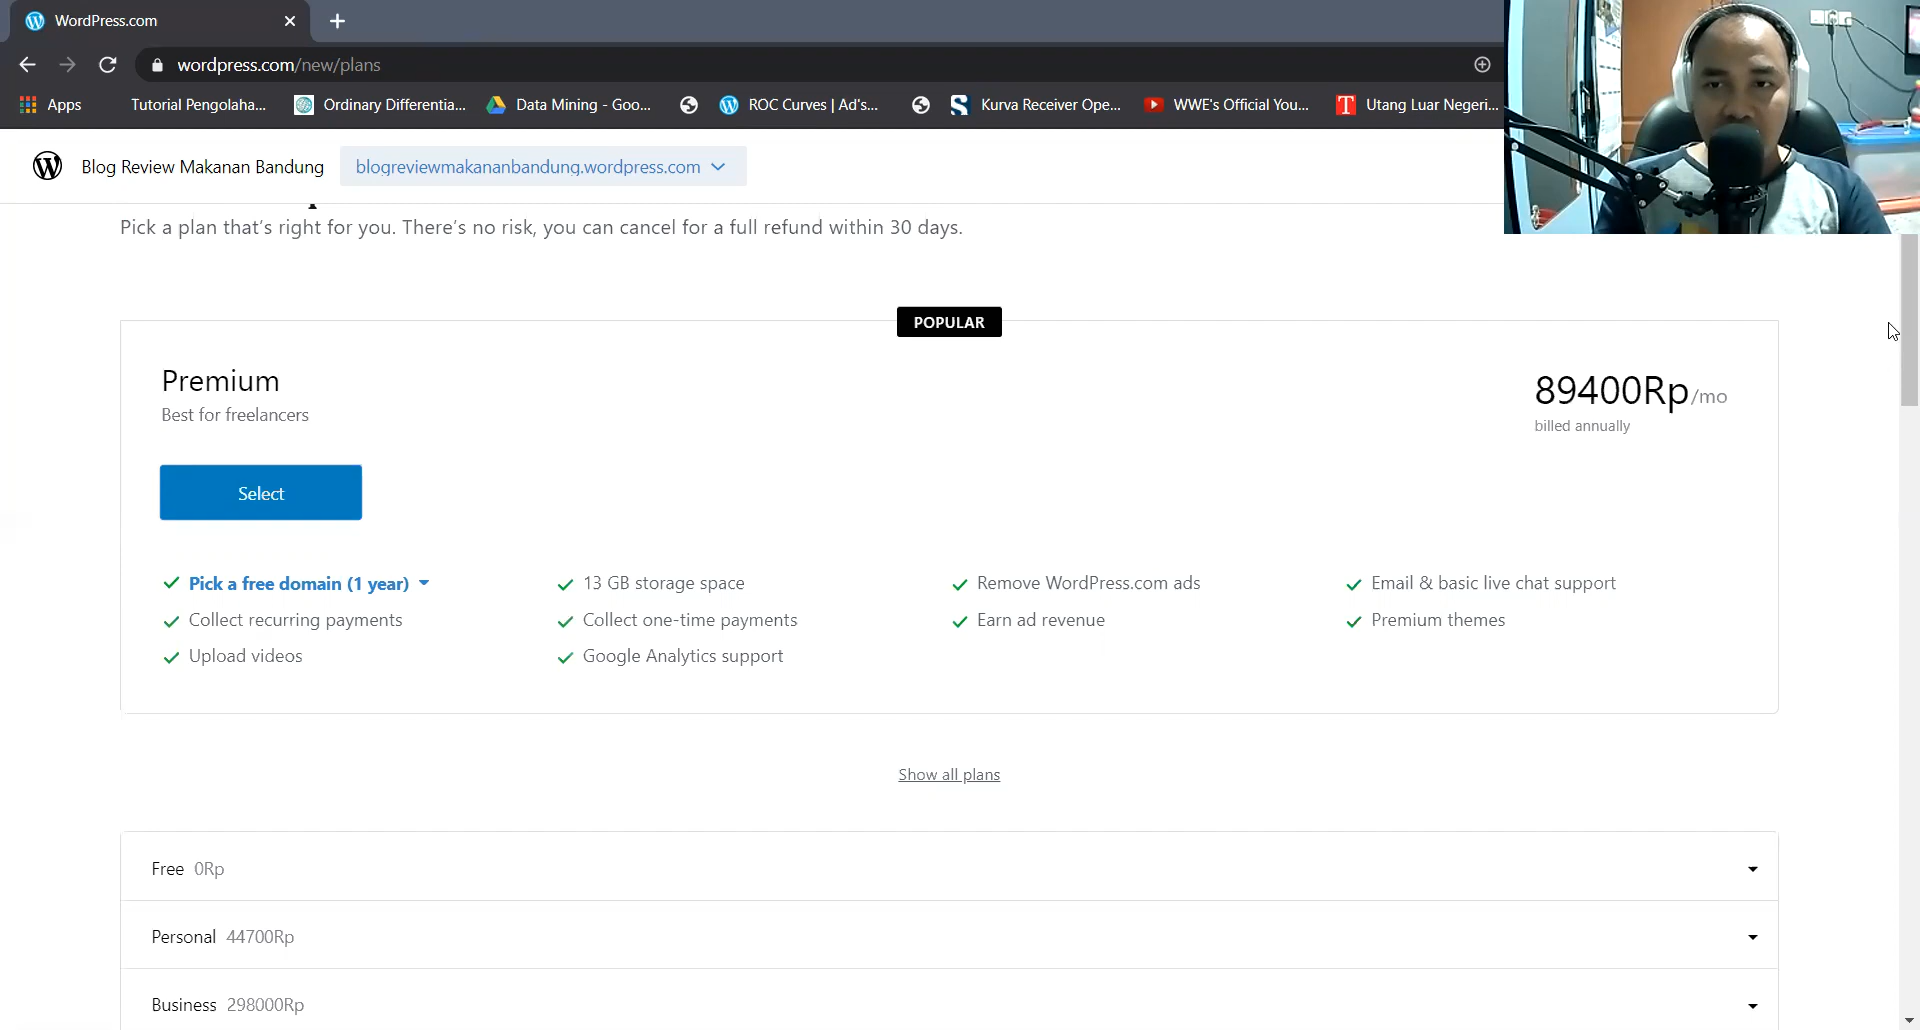 WordPress.com
wordpress.com/new/plans
Apps
Tutorial Pengolaha...
Ordinary Differentia...
Data Mining - Goo...
ROC Curves | Ad's...
Kurva Receiver Ope...
WWE's Official You...
Utang Luar Negeri...
Blog Review Makanan Bandung
blogreviewmakananbandung.wordpress.com
Pick a plan that's right for you. There's no risk, you can cancel for a full refund within 30 days.
POPULAR
Premium
Best for freelancers
89400Rp/mo
billed annually
Select
Pick a free domain (1 year)
13 GB storage space
Remove WordPress.com ads
Email & basic live chat support
Collect recurring payments
Collect one-time payments
Earn ad revenue
Premium themes
Upload videos
Google Analytics support
Show all plans
Free 0Rp
Personal 44700Rp
Business 298000Rp